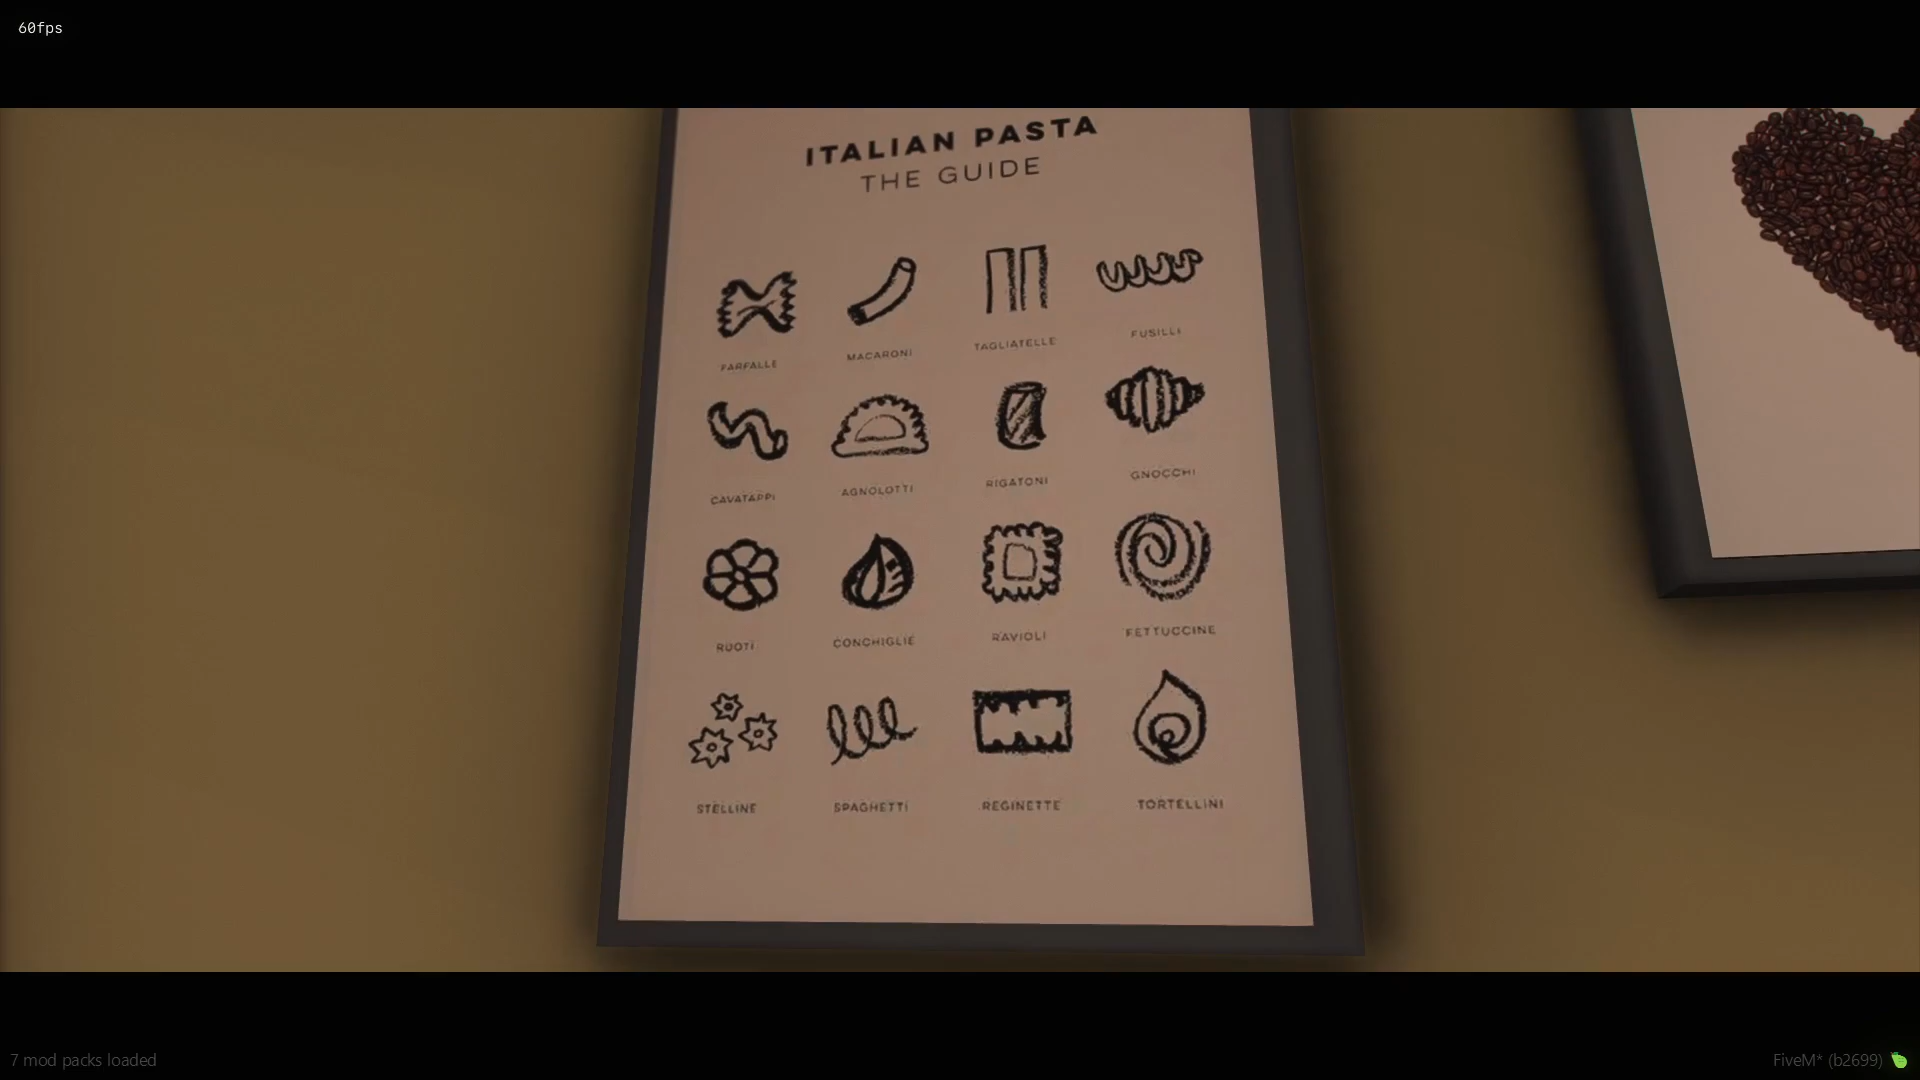 60fps
ITALIAN PASTA
THE GUIDE
FARFALLE MACARONI TAGLIATELLE FUSILLI
CAVATAPPI AGNOLOTTI RIGATONI GNOCCHI
RUOTI CONCHIGLIE RAVIOLI FETTUCCINE
STELLINE SPAGHETTI REGINETTE TORTELLINI
7 mod packs loaded
FiveM* (b2699)